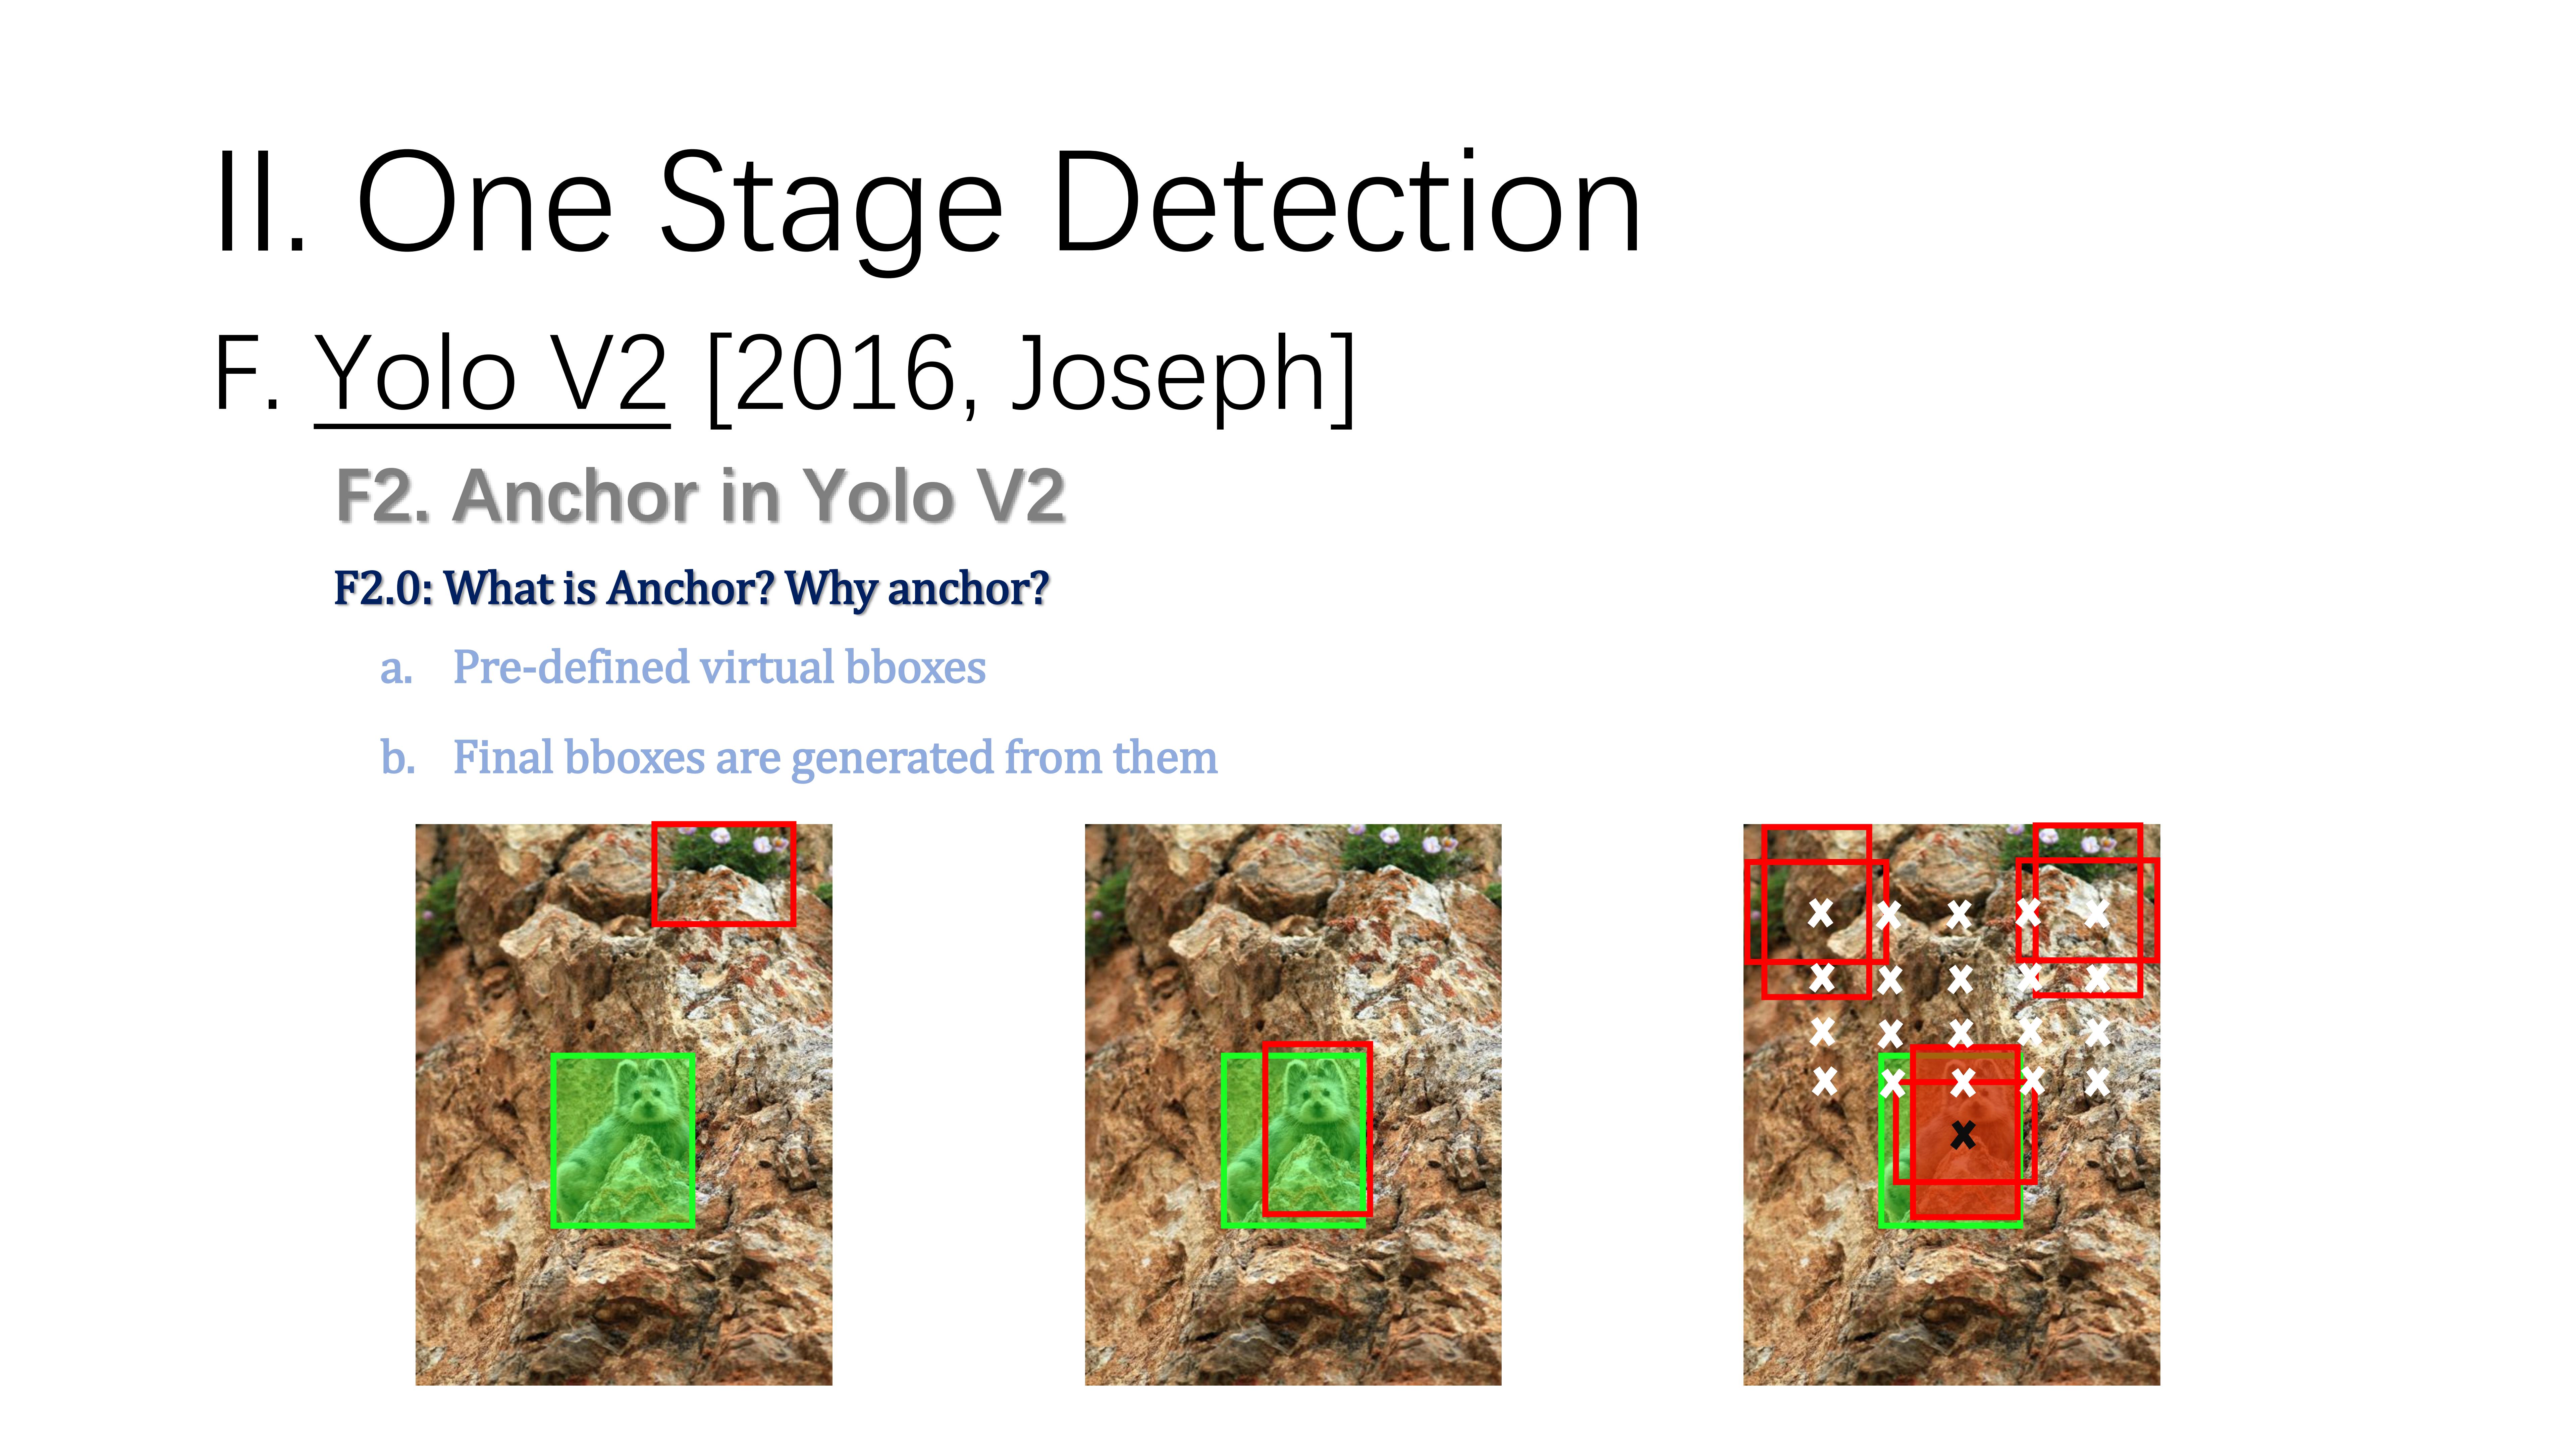 II. One Stage Detection
F. Yolo V2 [2016, Joseph]
F2. Anchor in Yolo V2
F2.0: What is Anchor? Why anchor?
a. Pre-defined virtual bboxes
b. Final bboxes are generated from them